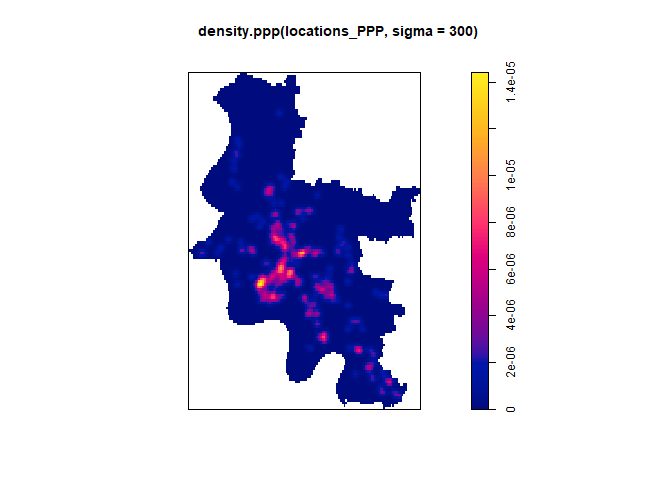 density.ppp(locations_PPP, sigma = 300)
1.4e-05
1e-05
8e-06
6e-06
4e-06
2e-06
0